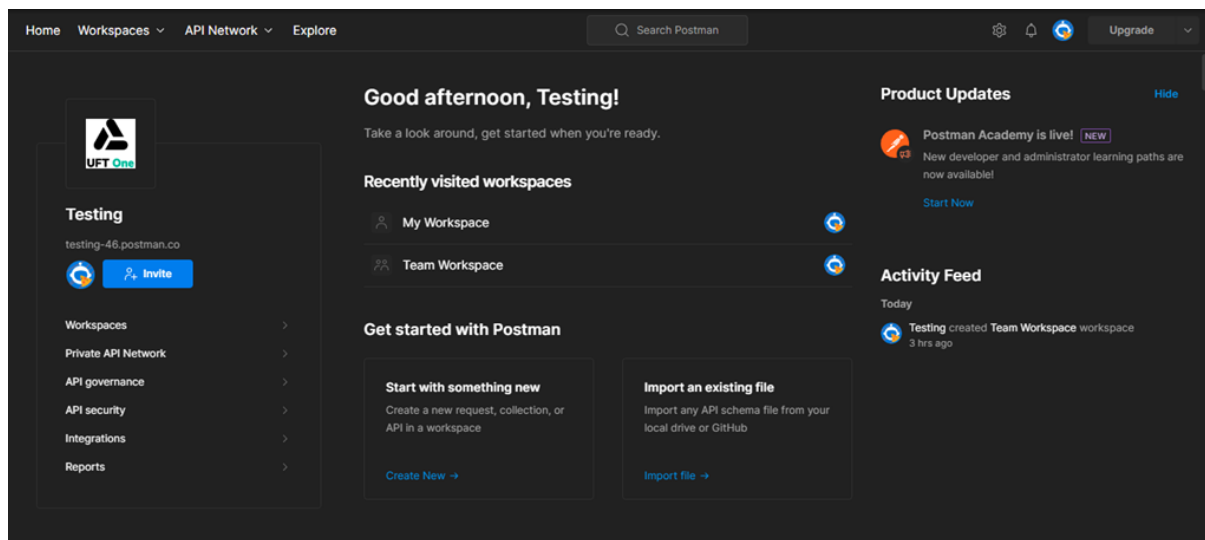 Home Workspaces API Network Explore
Search Postman
Upgrade
UFT One
Testing
testing-46.postman.co
Invite
Workspaces
Private API Network
API governance
API security
Integrations
Reports
Good afternoon, Testing!
Take a look around, get started when you're ready.
Recently visited workspaces
My Workspace
Team Workspace
Get started with Postman
Start with something new
Create a new request, collection, or
API in a workspace
Create New →
Import an existing file
Import any API schema file from your
local drive or GitHub
Import file →
Product Updates
Hide
Postman Academy is live! NEW
New developer and administrator learning paths are
now available!
Start Now
Activity Feed
Today
Testing created Team Workspace workspace
3 hrs ago